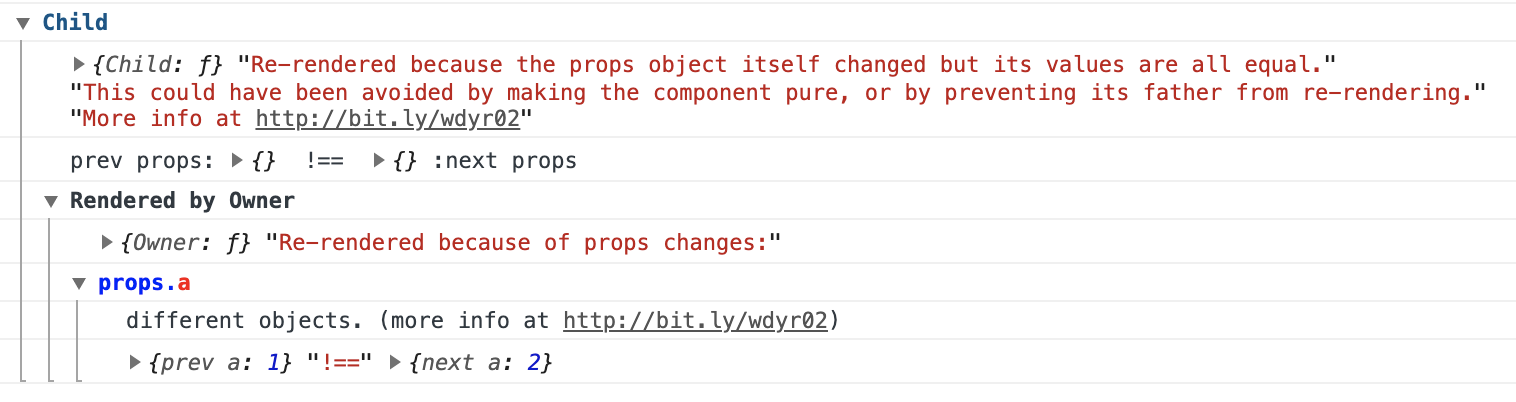 Child
{Child: ƒ} "Re-rendered because the props object itself changed but its values are all equal."
"This could have been avoided by making the component pure, or by preventing its father from re-rendering."
"More info at http://bit.ly/wdyr02"
prev props: {} !== {} :next props
Rendered by Owner
{Owner: ƒ} "Re-rendered because of props changes:"
props.a
different objects. (more info at http://bit.ly/wdyr02)
{prev a: 1} "!==" {next a: 2}